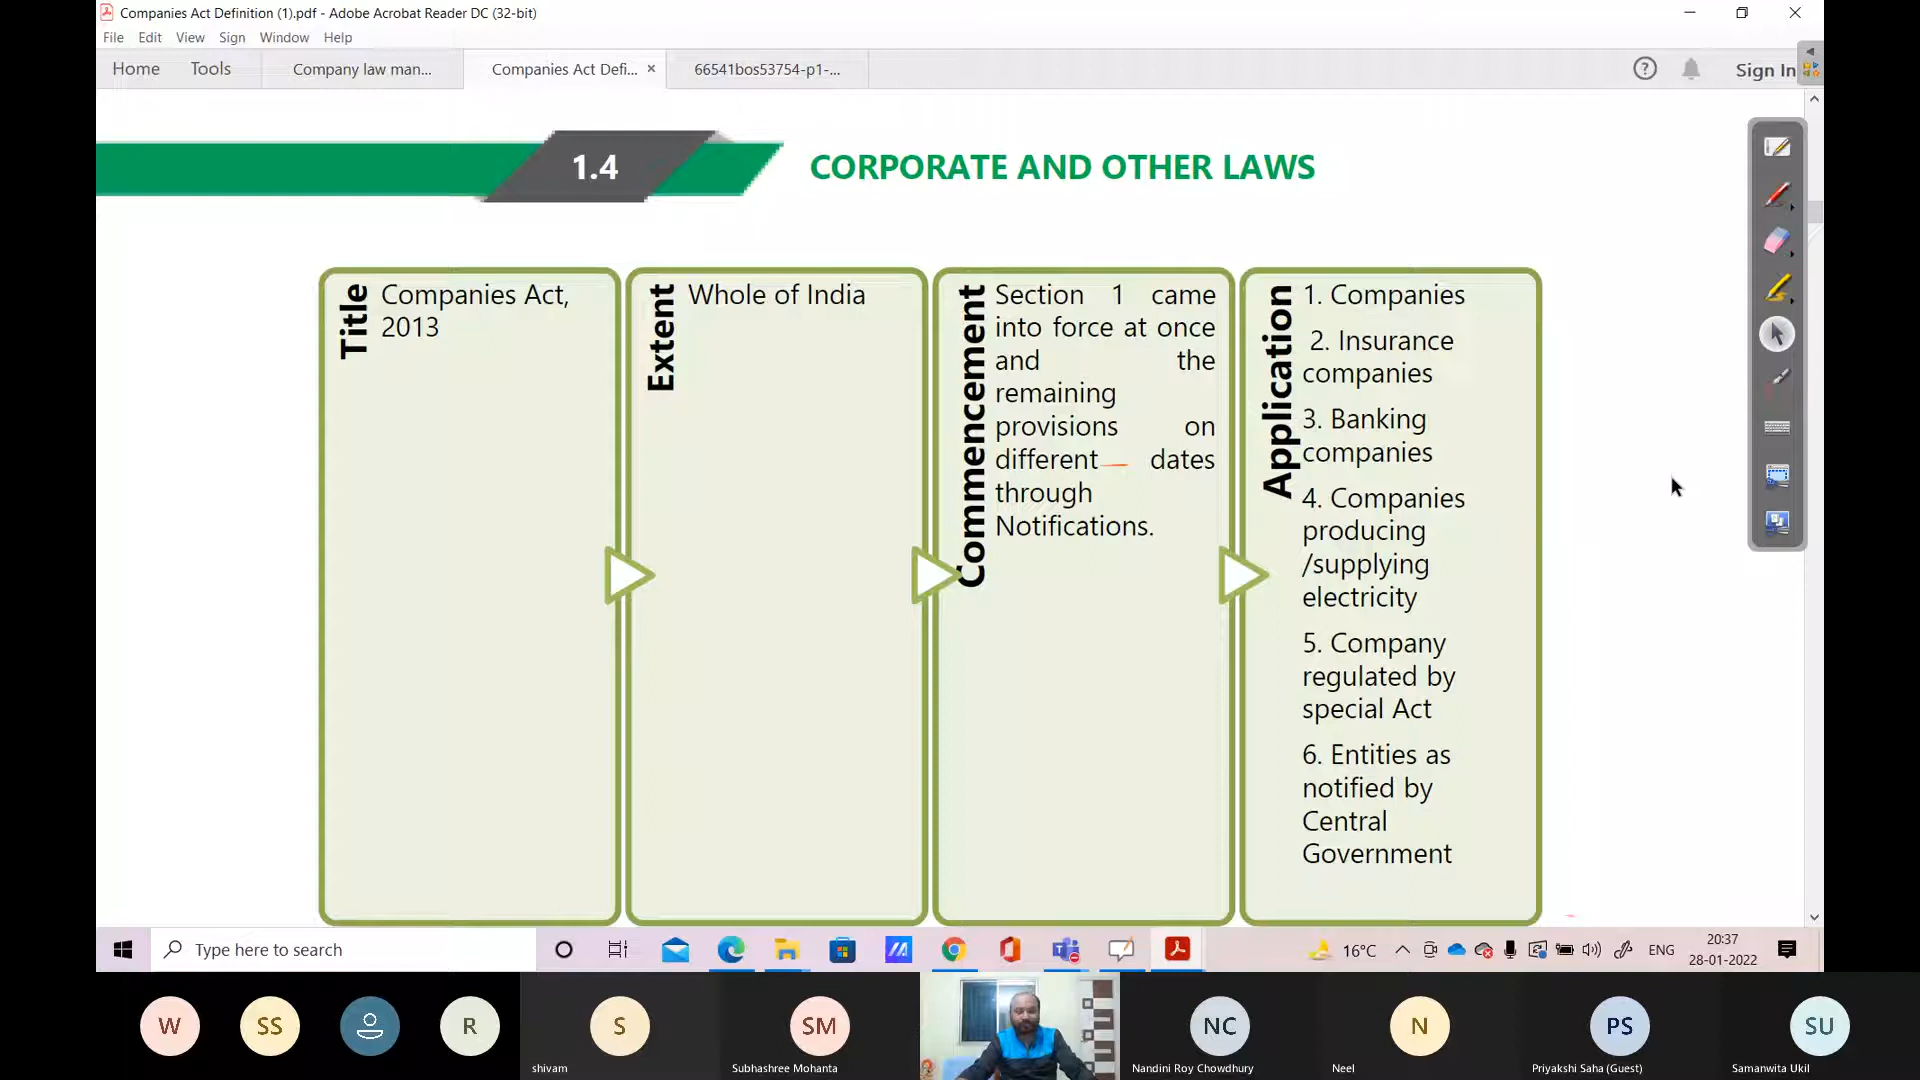 Companies Act Definition (1).pdf - Adobe Acrobat Reader DC (32-bit)
File Edit View Sign Window Help
Home Tools Company law man... Companies Act Defi... × 66541bos53754-p1-... ? Sign In
1.4 CORPORATE AND OTHER LAWS
Title
Companies Act,
2013
Extent
Whole of India
Commencement
Section 1 came
into force at once
and the
remaining
provisions on
different dates
through
Notifications.
Application
1. Companies
2. Insurance
companies
3. Banking
companies
4. Companies
producing
/supplying
electricity
5. Company
regulated by
special Act
6. Entities as
notified by
Central
Government
Type here to search
16°C
ENG
20:37
28-01-2022
W SS R S SM NC N PS SU
shivam Subhashree Mohanta Nandini Roy Chowdhury Neel Priyakshi Saha (Guest) Samanwita Ukil